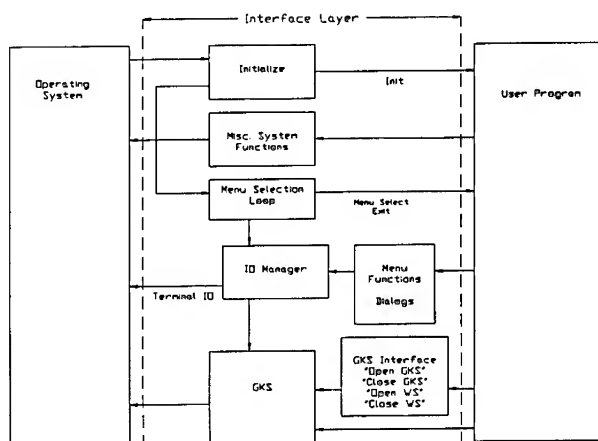 Interface Layer
Operating
System
Initialize
Init
User Program
Misc. System
Functions
Menu Selection
Loop
Menu Select
Exit
IO Manager
Menu
Functions
Dialogs
Terminal IO
GKS
GKS Interface
"Open GKS"
"Close GKS"
"Open WS"
"Close WS"